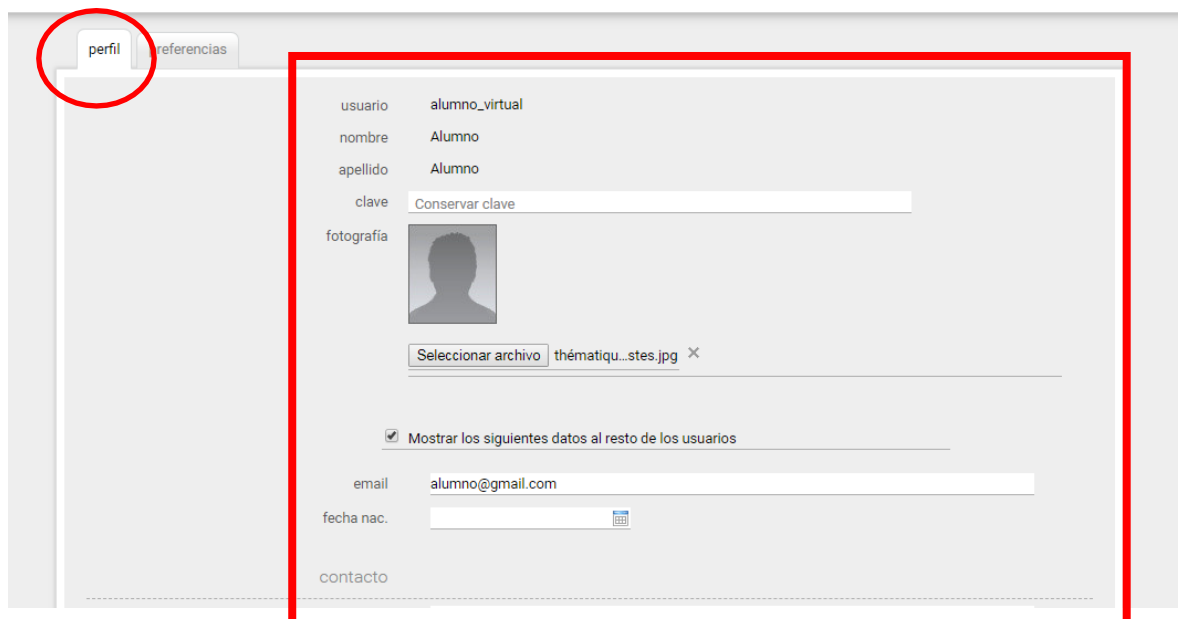 perfil preferencias
usuario alumno_virtual
nombre Alumno
apellido Alumno
clave Conservar clave
fotografía
Seleccionar archivo thématiqu...stes.jpg
Mostrar los siguientes datos al resto de los usuarios
email alumno@gmail.com
fecha nac.
contacto